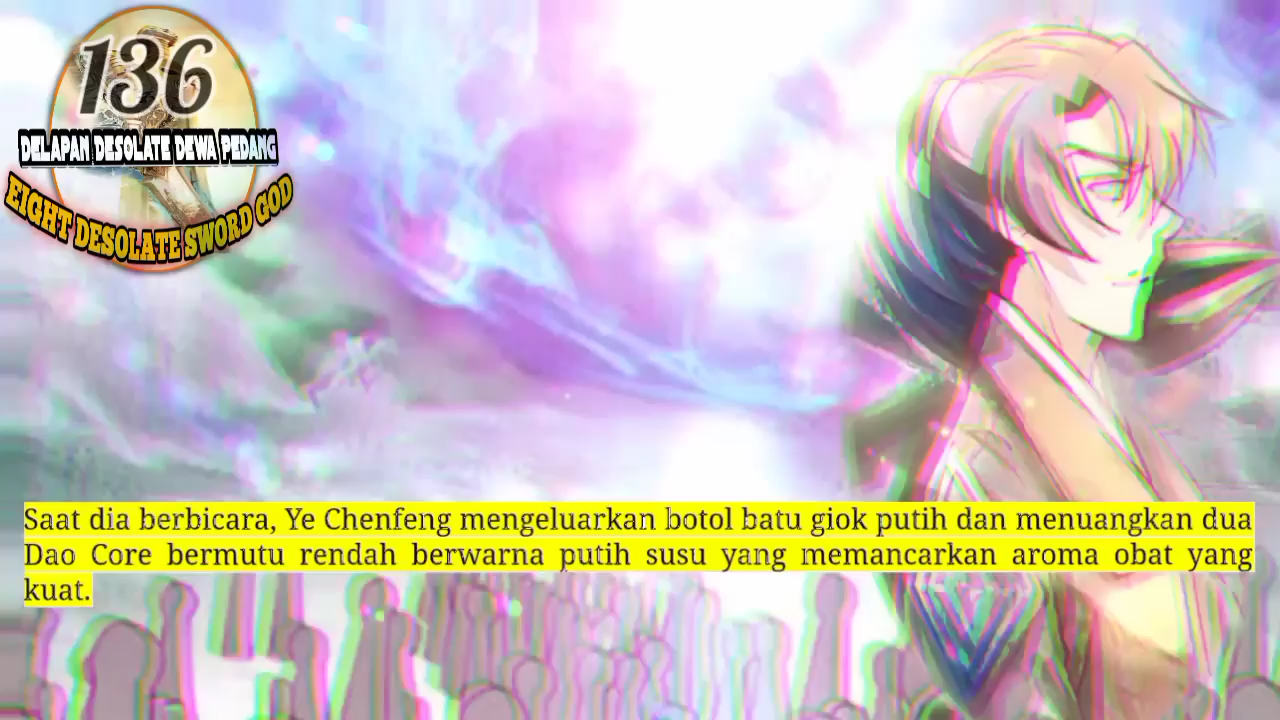 136
DELAPAN DESOLATE DEWA PEDANG
EIGHT DESOLATE SWORD GOD
Saat dia berbicara, Ye Chenfeng mengeluarkan botol batu giok putih dan menuangkan dua
Dao Core bermutu rendah berwarna putih susu yang memancarkan aroma obat yang
kuat.